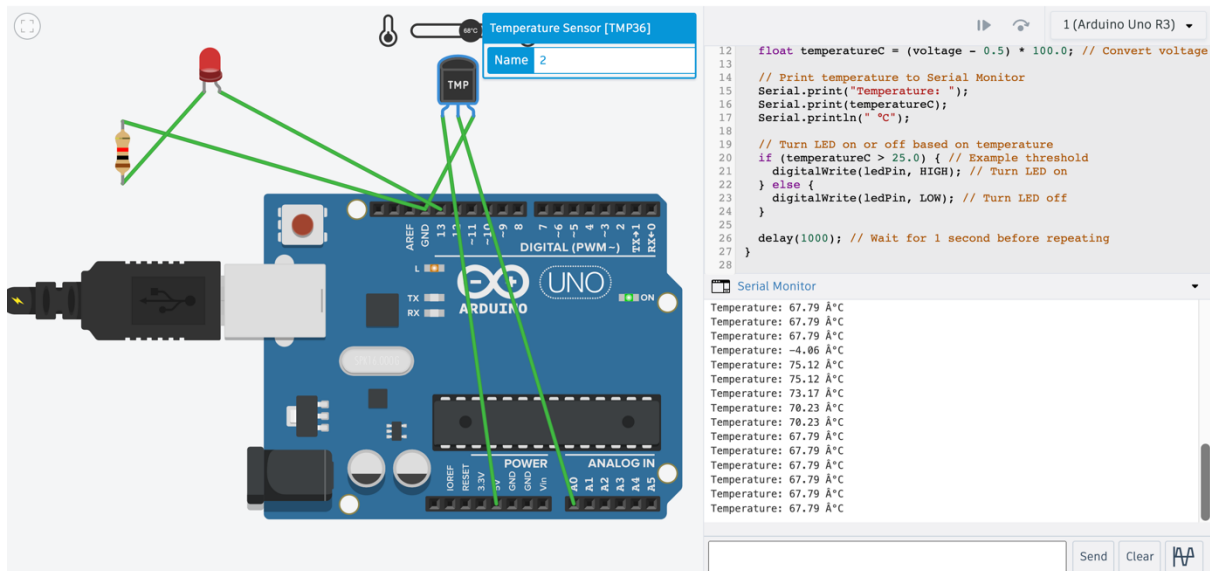 1 (Arduino Uno R3)
68°C
Temperature Sensor [TMP36]
Name 2
TMP
AREF
GND
13
12
~11
~10
~9
8
7
~6
~5
~4
~3
2
TX→1
RX←0
DIGITAL (PWM~)
L
TX
RX
UNO
ARDUINO
ON
POWER
ANALOG IN
IOREF
RESET
3.3V
5V
GND
GND
Vin
A0
A1
A2
A3
A4
A5
12 float temperatureC = (voltage - 0.5) * 100.0; // Convert voltage
13
14 // Print temperature to Serial Monitor
15 Serial.print("Temperature: ");
16 Serial.print(temperatureC);
17 Serial.println(" °C");
18
19 // Turn LED on or off based on temperature
20 if (temperatureC > 25.0) { // Example threshold
21 digitalWrite(ledPin, HIGH); // Turn LED on
22 } else {
23 digitalWrite(ledPin, LOW); // Turn LED off
24 }
25
26 delay(1000); // Wait for 1 second before repeating
27 }
28
Serial Monitor
Temperature: 67.79 Â°C
Temperature: 67.79 Â°C
Temperature: 67.79 Â°C
Temperature: -4.06 Â°C
Temperature: 75.12 Â°C
Temperature: 75.12 Â°C
Temperature: 73.17 Â°C
Temperature: 70.23 Â°C
Temperature: 70.23 Â°C
Temperature: 67.79 Â°C
Temperature: 67.79 Â°C
Temperature: 67.79 Â°C
Temperature: 67.79 Â°C
Temperature: 67.79 Â°C
Temperature: 67.79 Â°C
Send
Clear